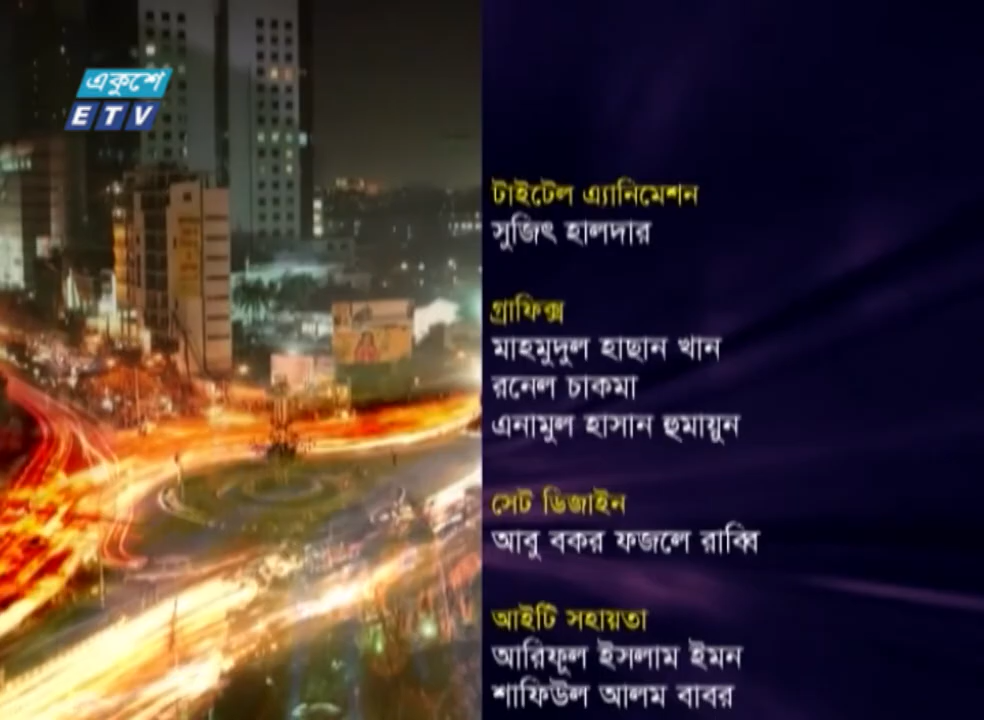 একুশে
ETV
টাইটেল এ্যানিমেশন
সুজিৎ হালদার
গ্রাফিক্স
মাহমুদুল হাছান খান
রনেল চাকমা
এনামুল হাসান হুমায়ুন
সেট ডিজাইন
আবু বকর ফজলে রাব্বি
আইটি সহায়তা
আরিফুল ইসলাম ইমন
শাফিউল আলম বাবর